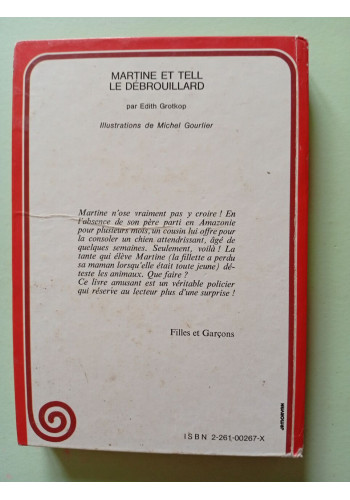 MARTINE ET TELL
LE DÉBROUILLARD
par Edith Grotkop
Illustrations de Michel Gourlier
Martine n'ose vraiment pas y croire ! En
l'absence de son père parti en Amazonie
pour plusieurs mois, un cousin lui offre pour
la consoler un chien attendrissant, âgé de
quelques semaines. Seulement, voilà ! La
tante qui élève Martine (la fillette a perdu
sa maman lorsqu'elle était toute jeune) dé-
teste les animaux. Que faire ?
Ce livre amusant est un véritable policier
qui réserve au lecteur plus d'une surprise !
Filles et Garçons
ISBN 2-261-00267-X